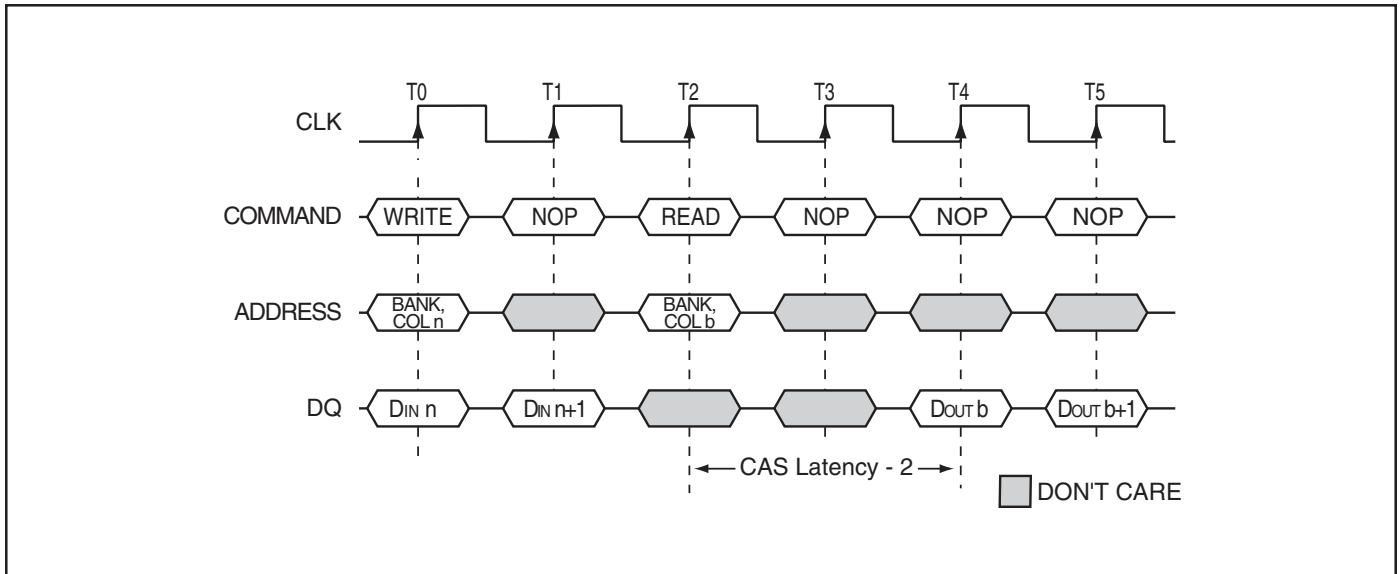 T0 T1 T2 T3 T4 T5
CLK
COMMAND WRITE NOP READ NOP NOP NOP
ADDRESS BANK, COL n BANK, COL b
DQ DIN n DIN n+1 DOUT b DOUT b+1
CAS Latency - 2
DON'T CARE